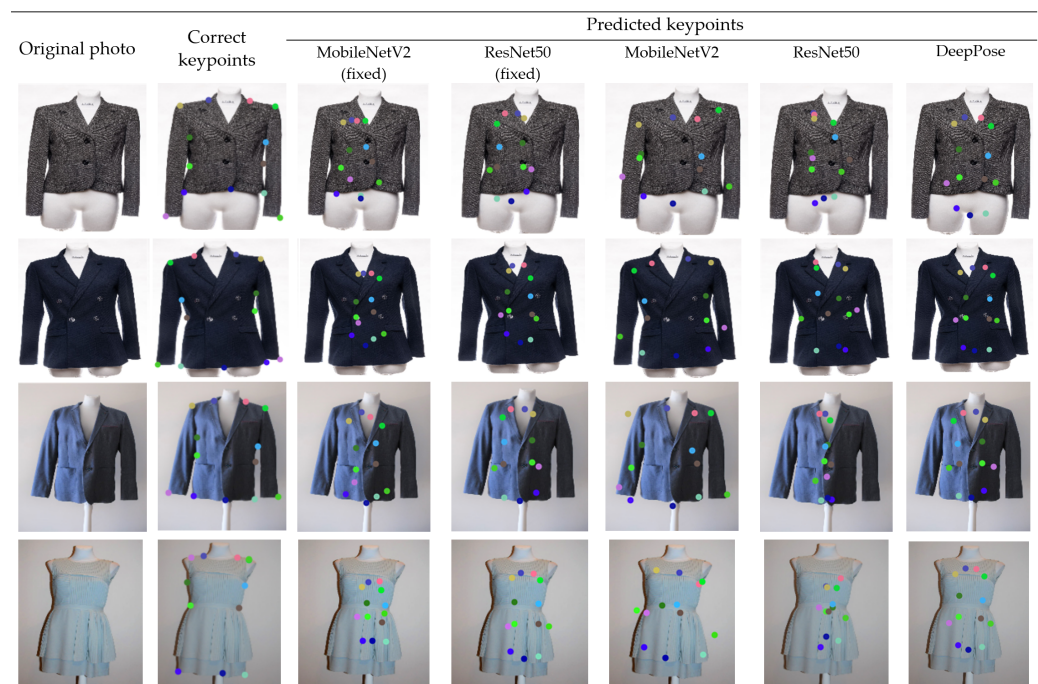 Predicted keypoints
Original photo
Correct
keypoints
MobileNetV2
(fixed)
ResNet50
(fixed)
MobileNetV2
ResNet50
DeepPose